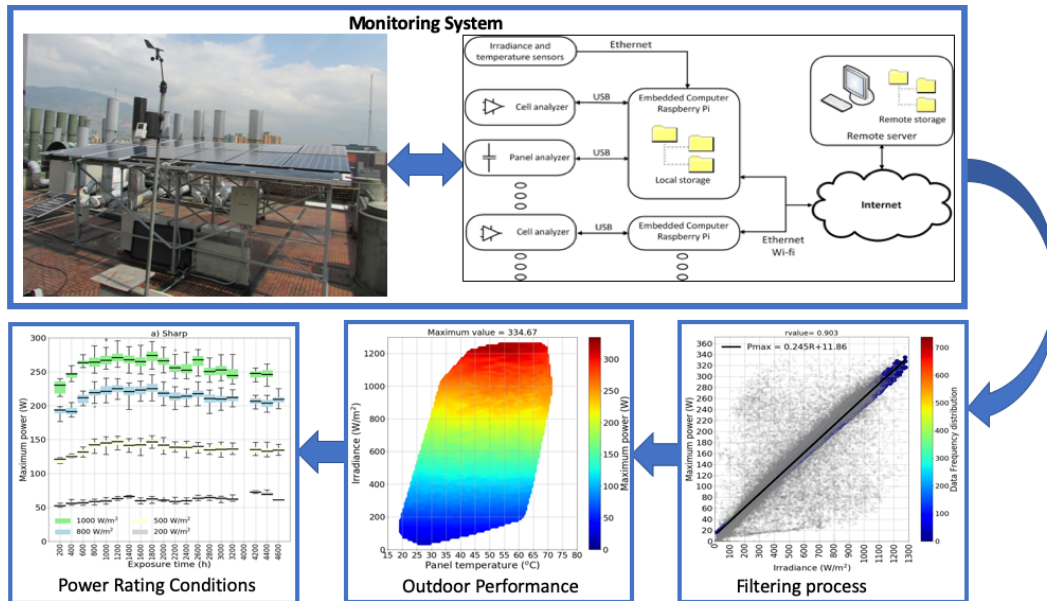 Monitoring System
Irradiance and
temperature sensors
Ethernet
Cell analyzer
USB
Embedded Computer
Raspberry Pi
Local storage
Panel analyzer
USB
Cell analyzer
USB
Embedded Computer
Raspberry Pi
Ethernet
Wi-fi
Remote storage
Remote server
Internet
a) Sharp
Maximum power (W)
300
250
200
150
100
50
0
1000 W/m²
800 W/m²
500 W/m²
200 W/m²
200 400 600 800 1000 1200 1400 1600 1800 2000 2200 2400 2600 2800 3000 3200 3400 4200 4400 4600
Exposure time (h)
Power Rating Conditions
Maximum value = 334.67
Irradiance (W/m²)
1200
1000
800
600
400
200
0
15 20 25 30 35 40 45 50 55 60 65 70 75 80
Panel temperature (°C)
300
250
200
150
100
50
0
Maximum power (W)
Outdoor Performance
rvalue= 0.903
Pmax = 0.245R+11.86
Maximum power (W)
360
340
320
300
280
260
240
220
200
180
160
140
120
100
80
60
40
20
0
0 100 200 300 400 500 600 700 800 900 1000 1100 1200 1300
Irradiance (W/m²)
700
600
500
400
300
200
100
0
Data Frequency distribution
Filtering process